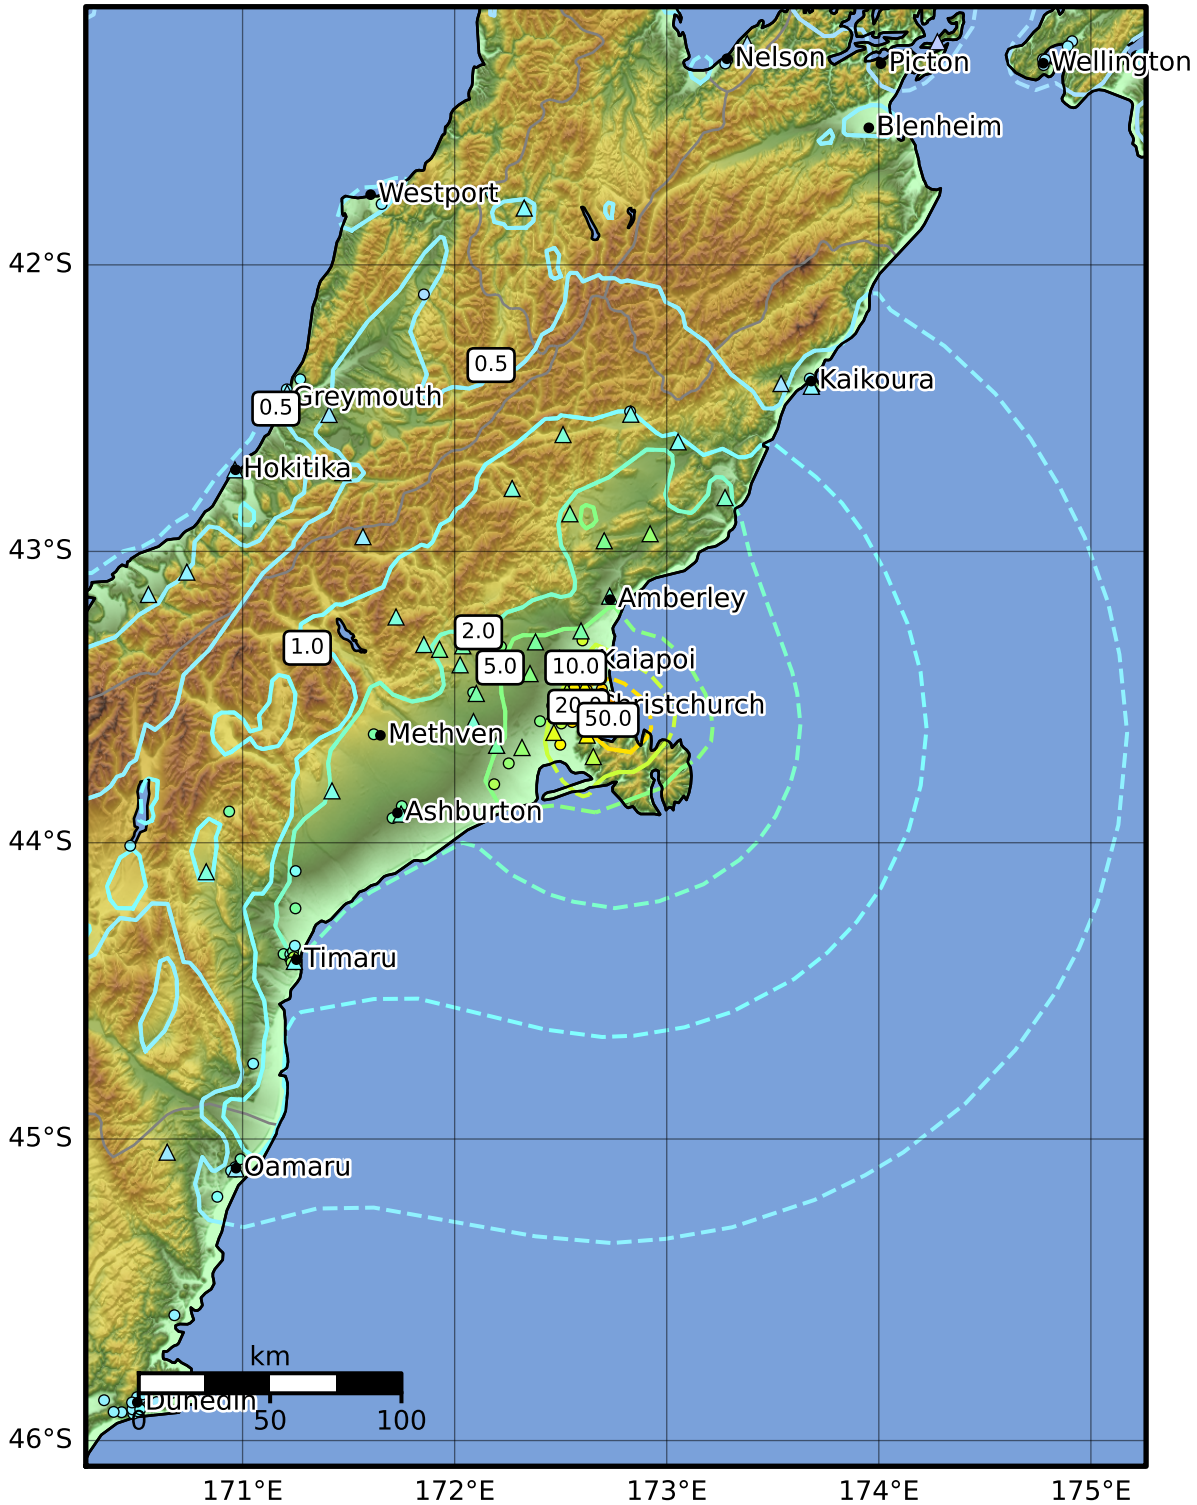 Nelson
Picton
Wellington
Blenheim
Westport
42°S
0.5
Kaikoura
Greymouth
0.5
Hokitika
43°S
Amberley
2.0
1.0
Kaiapoi
5.0
10.0
Christchurch
50.0
Methven
Ashburton
44°S
Timaru
45°S
Oamaru
km
Dunedin
0
50
100
46°S
171°E
172°E
173°E
174°E
175°E